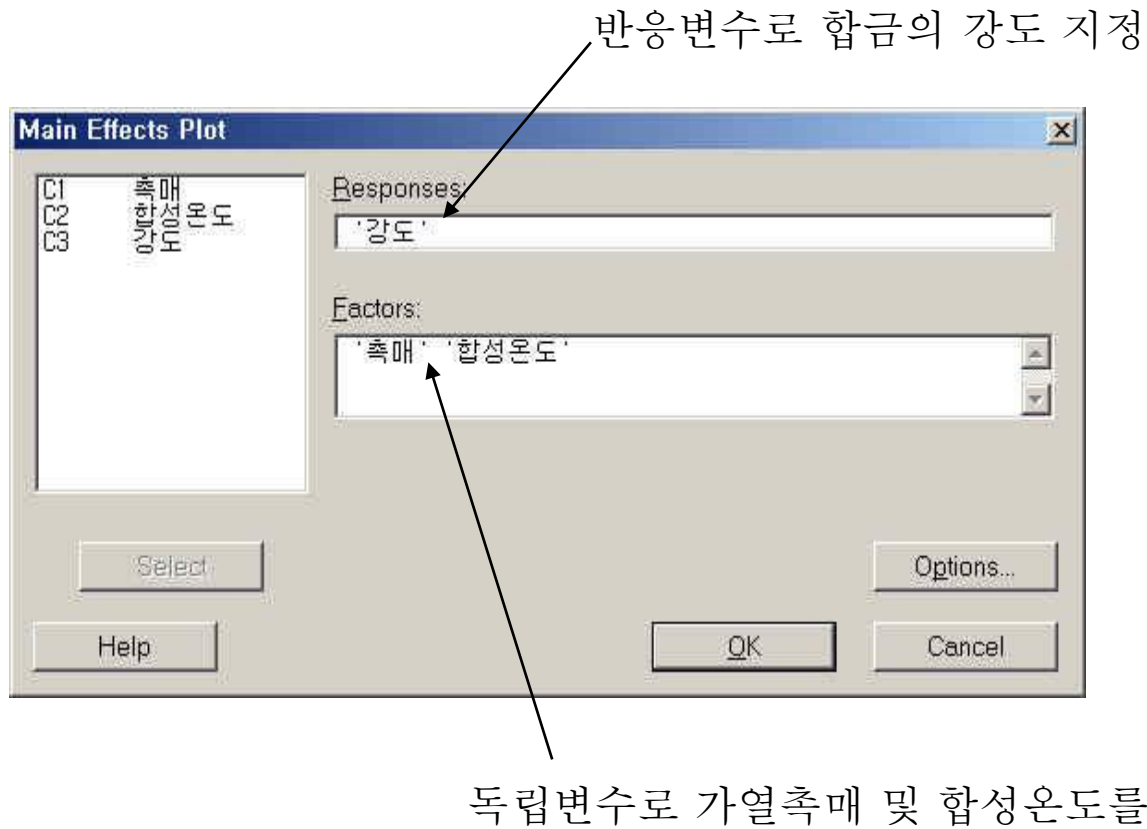 반응변수로 합금의 강도 지정
Main Effects Plot
C1 촉매
C2 합성온도
C3 강도
Responses:
'강도'
Factors:
'촉매' '합성온도'
Select
Options...
Help
OK
Cancel
독립변수로 가열촉매 및 합성온도를